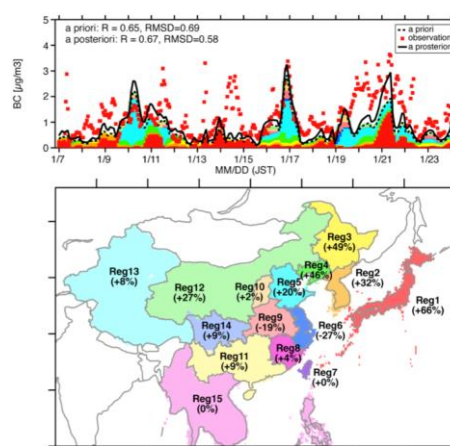 a priori: R = 0.65, RMSD=0.69
a posteriori: R = 0.67, RMSD=0.58
a priori
observation
a prosterior
BC [μg/m3]
5
4
3
2
1
0
1/7 1/9 1/11 1/13 1/15 1/17 1/19 1/21 1/23
MM/DD (JST)
Reg3
(+49%)
Reg4
(+46%)
Reg13
(+8%)
Reg12
(+27%)
Reg10
(+2%)
Reg5
(+20%)
Reg2
(+32%)
Reg1
(+66%)
Reg14
(+9%)
Reg9
(-19%)
Reg6
(-27%)
Reg8
(+4%)
Reg11
(+9%)
Reg7
(+0%)
Reg15
(0%)